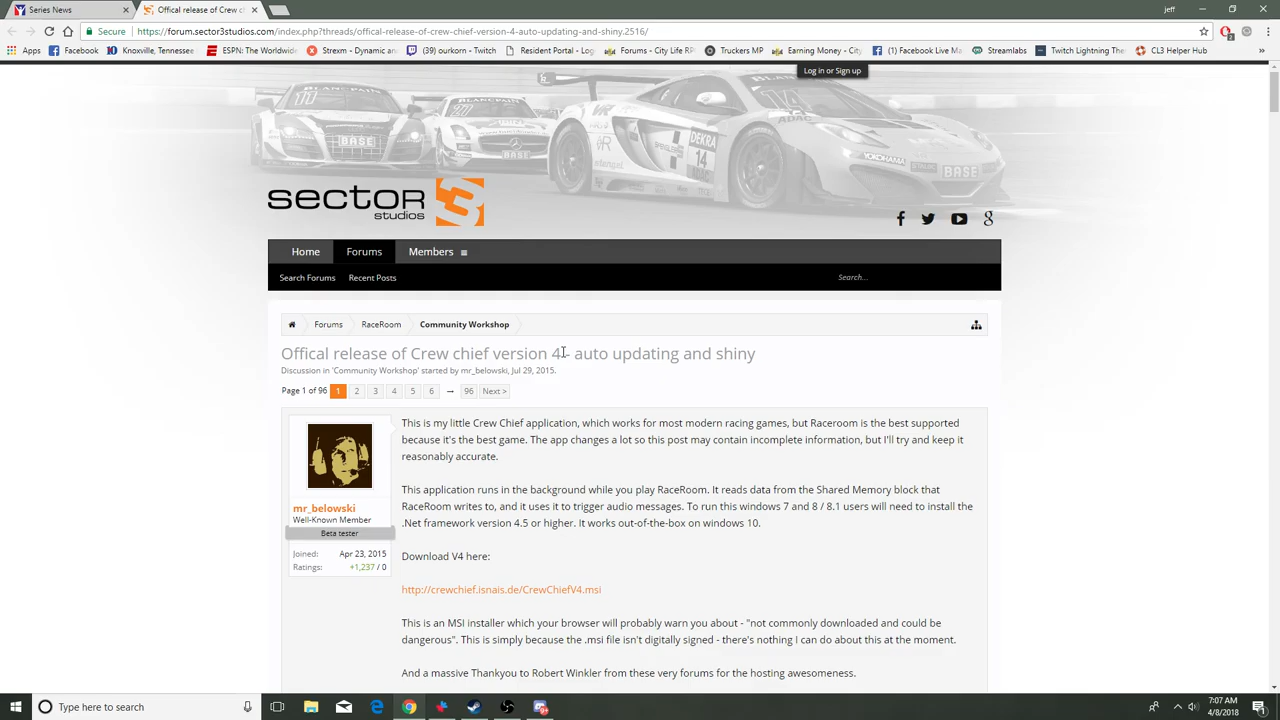 Series News
Offical release of Crew c
jeff
Secure
https://forum.sector3studios.com/index.php?threads/offical-release-of-crew-chief-version-4-auto-updating-and-shiny.2516/
Apps
Facebook
Knoxville, Tennessee
ESPN: The Worldwide
Strexm - Dynamic and
(39) ourkorn - Twitch
Resident Portal - Log
Forums - City Life RP
Truckers MP
Earning Money - City
Facebook Live Ma
Streamlabs
Twitch Lightning The
CL3 Helper Hub
Log in or Sign up
sector3
studios
Home
Forums
Members
Search Forums
Recent Posts
Search...
Forums
RaceRoom
Community Workshop
Offical release of Crew chief version 4 - auto updating and shiny
Discussion in 'Community Workshop' started by mr_belowski, Jul 29, 2015.
Page 1 of 96
1
2
3
4
5
6
→
96
Next >
mr_belowski
Well-Known Member
Beta tester
Joined:
Apr 23, 2015
Ratings:
+1,237 / 0
This is my little Crew Chief application, which works for most modern racing games, but Raceroom is the best supported
because it's the best game. The app changes a lot so this post may contain incomplete information, but I'll try and keep it
reasonably accurate.
This application runs in the background while you play RaceRoom. It reads data from the Shared Memory block that
RaceRoom writes to, and it uses it to trigger audio messages. To run this windows 7 and 8 / 8.1 users will need to install the
.Net framework version 4.5 or higher. It works out-of-the-box on windows 10.
Download V4 here:
http://crewchief.isnais.de/CrewChiefV4.msi
This is an MSI installer which your browser will probably warn you about - "not commonly downloaded and could be
dangerous". This is simply because the .msi file isn't digitally signed - there's nothing I can do about this at the moment.
And a massive Thankyou to Robert Winkler from these very forums for the hosting awesomeness.
Type here to search
7:07 AM
4/8/2018